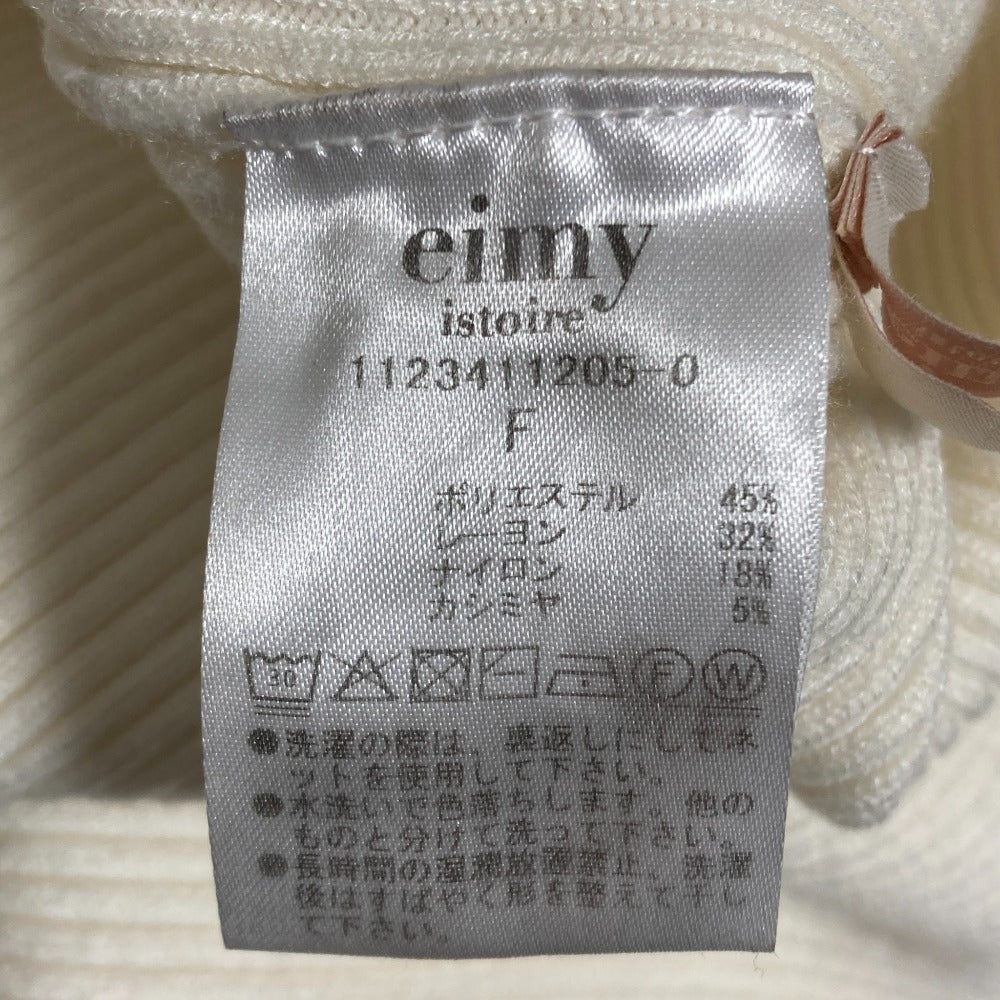 eimy
istoire
1123411205-0
F
ポリエステル 45%
レーヨン 32%
ナイロン 18%
カシミヤ 5%
30 F W
●洗濯の際は、裏返しにしてネ
ットを使用して下さい。
●水洗いで色落ちします。他の
ものと分けて洗って下さい。
●長時間の湿潤放置禁止、洗濯
後はすばやく形を整えて干し
て下さい。